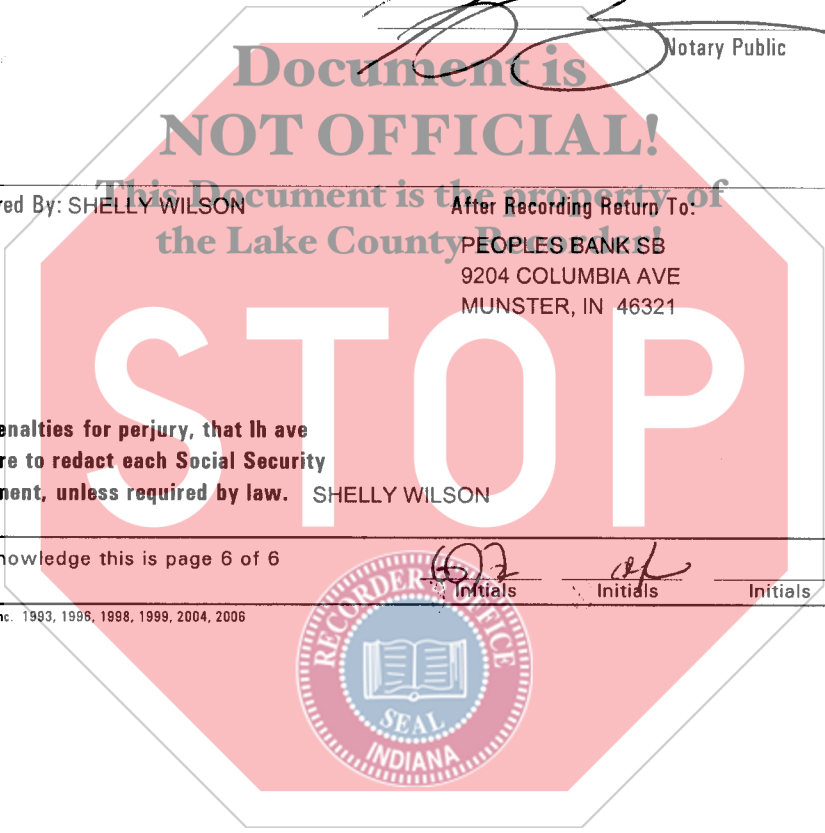 Notary Public
Document is
NOT OFFICIAL!
This Document is the property of
the Lake County Recorder!
red By: SHELLY WILSON
After Recording Return To:
PEOPLES BANK SB
9204 COLUMBIA AVE
MUNSTER, IN 46321
STOP
enalties for perjury, that Ih ave
re to redact each Social Security
ment, unless required by law. SHELLY WILSON
nowledge this is page 6 of 6
Initials Initials Initials
nc. 1993, 1996, 1998, 1999, 2004, 2006
RECORDER'S OFFICE
SEAL
INDIANA